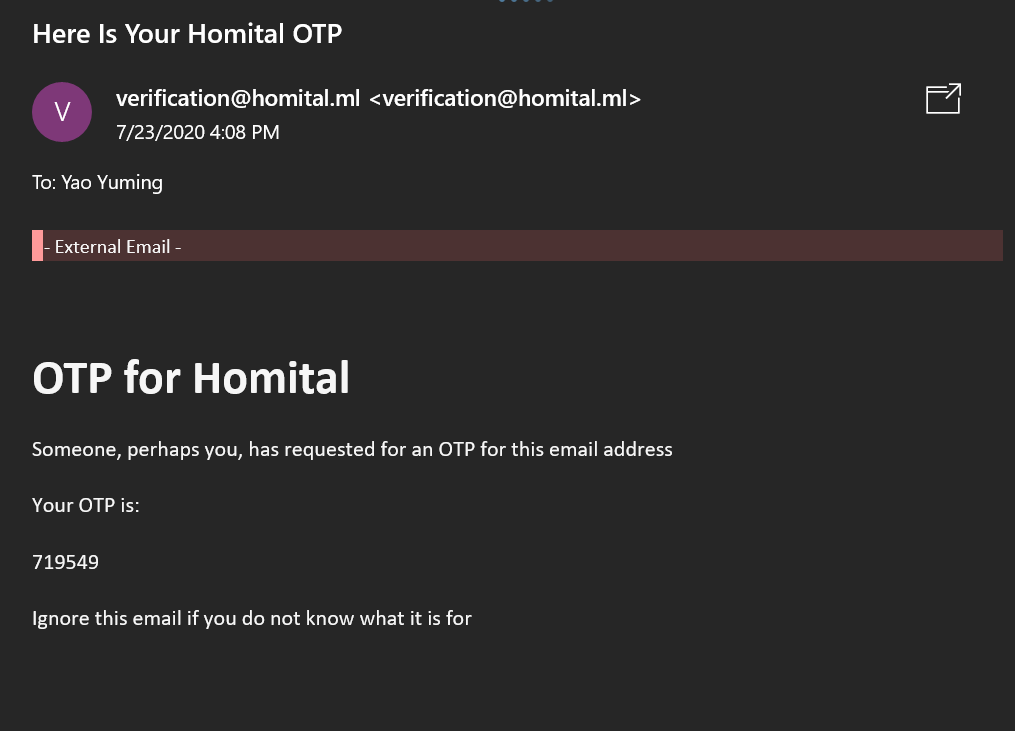 Here Is Your Homital OTP
V
verification@homital.ml <verification@homital.ml>
7/23/2020 4:08 PM
To: Yao Yuming
- External Email -
OTP for Homital
Someone, perhaps you, has requested for an OTP for this email address
Your OTP is:
719549
Ignore this email if you do not know what it is for